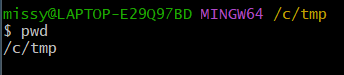 missy@LAPTOP-E29Q97BD MINGW64 /c/tmp
$ pwd
/c/tmp